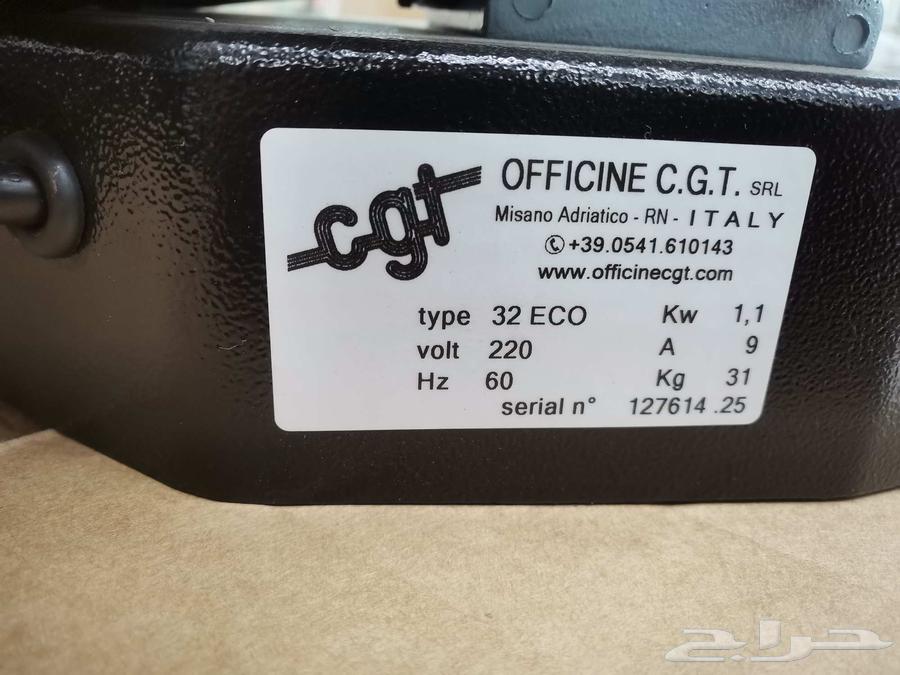 cgt
OFFICINE C.G.T. SRL
Misano Adriatico - RN - ITALY
+39.0541.610143
www.officinecgt.com
type 32 ECO Kw 1,1
volt 220 A 9
Hz 60 Kg 31
serial n° 127614 .25
حراج